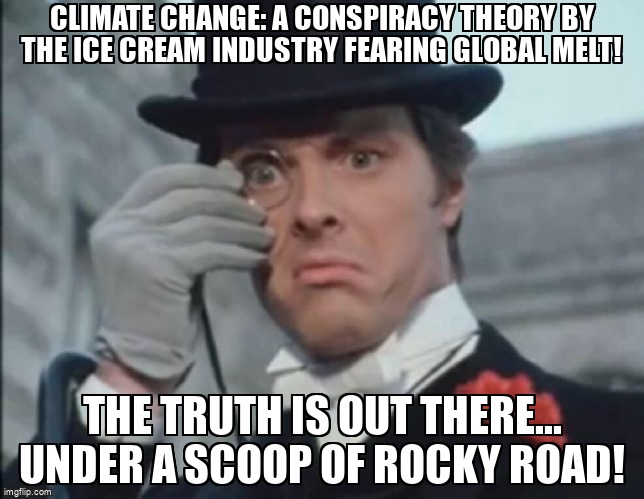 CLIMATE CHANGE: A CONSPIRACY THEORY BY
THE ICE CREAM INDUSTRY FEARING GLOBAL MELT!
THE TRUTH IS OUT THERE...
UNDER A SCOOP OF ROCKY ROAD!
imgflip.com